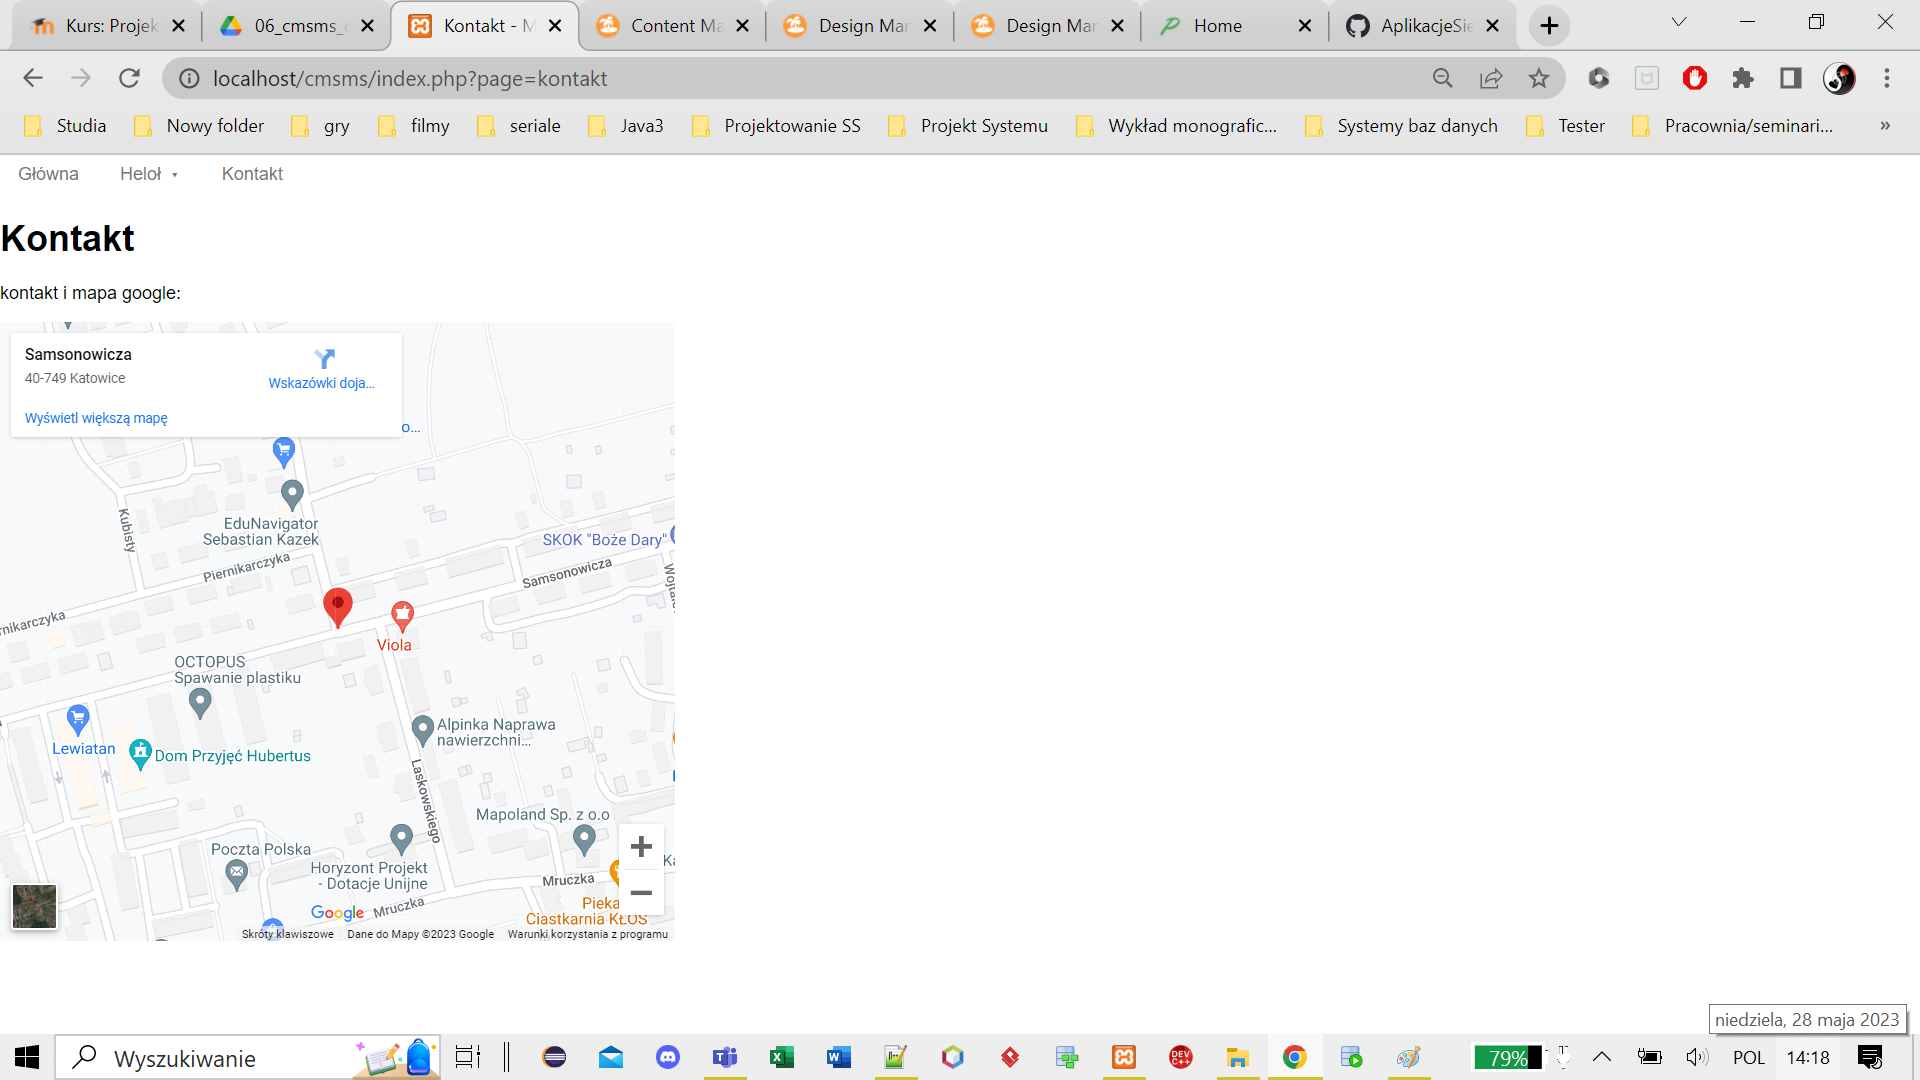 Kurs: Projek
06_cmsms_
Kontakt - M
Content Ma
Design Mar
Design Mar
Home
AplikacjeSie
localhost/cmsms/index.php?page=kontakt
Studia
Nowy folder
gry
filmy
seriale
Java3
Projektowanie SS
Projekt Systemu
Wykład monografic...
Systemy baz danych
Tester
Pracownia/seminari...
»
Główna
Heloł
Kontakt
Kontakt
kontakt i mapa google:
Samsonowicza
40-749 Katowice
Wskazówki doja...
Wyświetl większą mapę
o...
EduNavigator
Sebastian Kazek
Kubisty
SKOK "Boże Dary"
Piernikarczyka
Samsonowicza
rnikarczyka
Viola
OCTOPUS
Spawanie plastiku
Lewiatan
Dom Przyjęć Hubertus
Alpinka Naprawa
nawierzchni...
Laskowskiego
Mapoland Sp. z o.o
Poczta Polska
Horyzont Projekt
- Dotacje Unijne
Mruczka
Mruczka
Google
Pieka
Ciastkarnia KŁOS
Skróty klawiszowe
Dane do Mapy ©2023 Google
Warunki korzystania z programu
niedziela, 28 maja 2023
Wyszukiwanie
DEV
C++
79%
POL
14:18